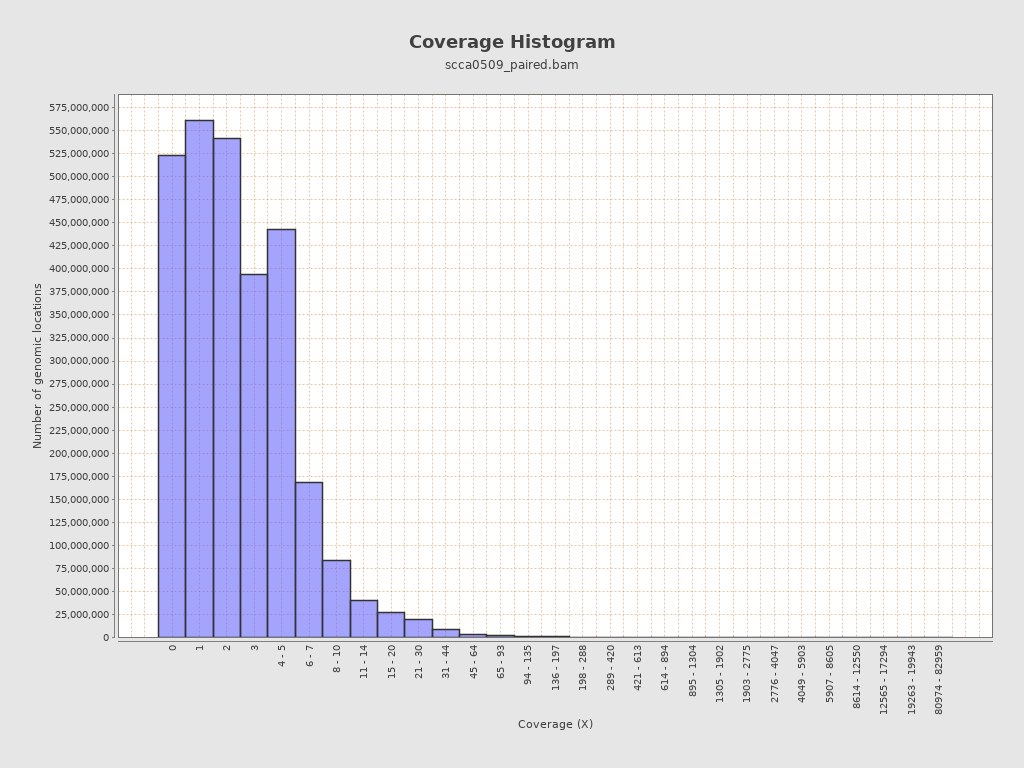 Coverage Histogram
scca0509_paired.bam
575,000,000
550,000,000
525,000,000
500,000,000
475,000,000
450,000,000
425,000,000
400,000,000
375,000,000
350,000,000
325,000,000
300,000,000
275,000,000
250,000,000
225,000,000
200,000,000
175,000,000
150,000,000
125,000,000
100,000,000
75,000,000
50,000,000
25,000,000
0
Number of genomic locations
0
1
2
3
4 - 5
6 - 7
8 - 10
11 - 14
15 - 20
21 - 30
31 - 44
45 - 64
65 - 93
94 - 135
136 - 197
198 - 288
289 - 420
421 - 613
614 - 894
895 - 1304
1305 - 1902
1903 - 2775
2776 - 4047
4049 - 5903
5907 - 8605
8614 - 12550
12565 - 17294
19263 - 19943
80974 - 82959
Coverage (X)